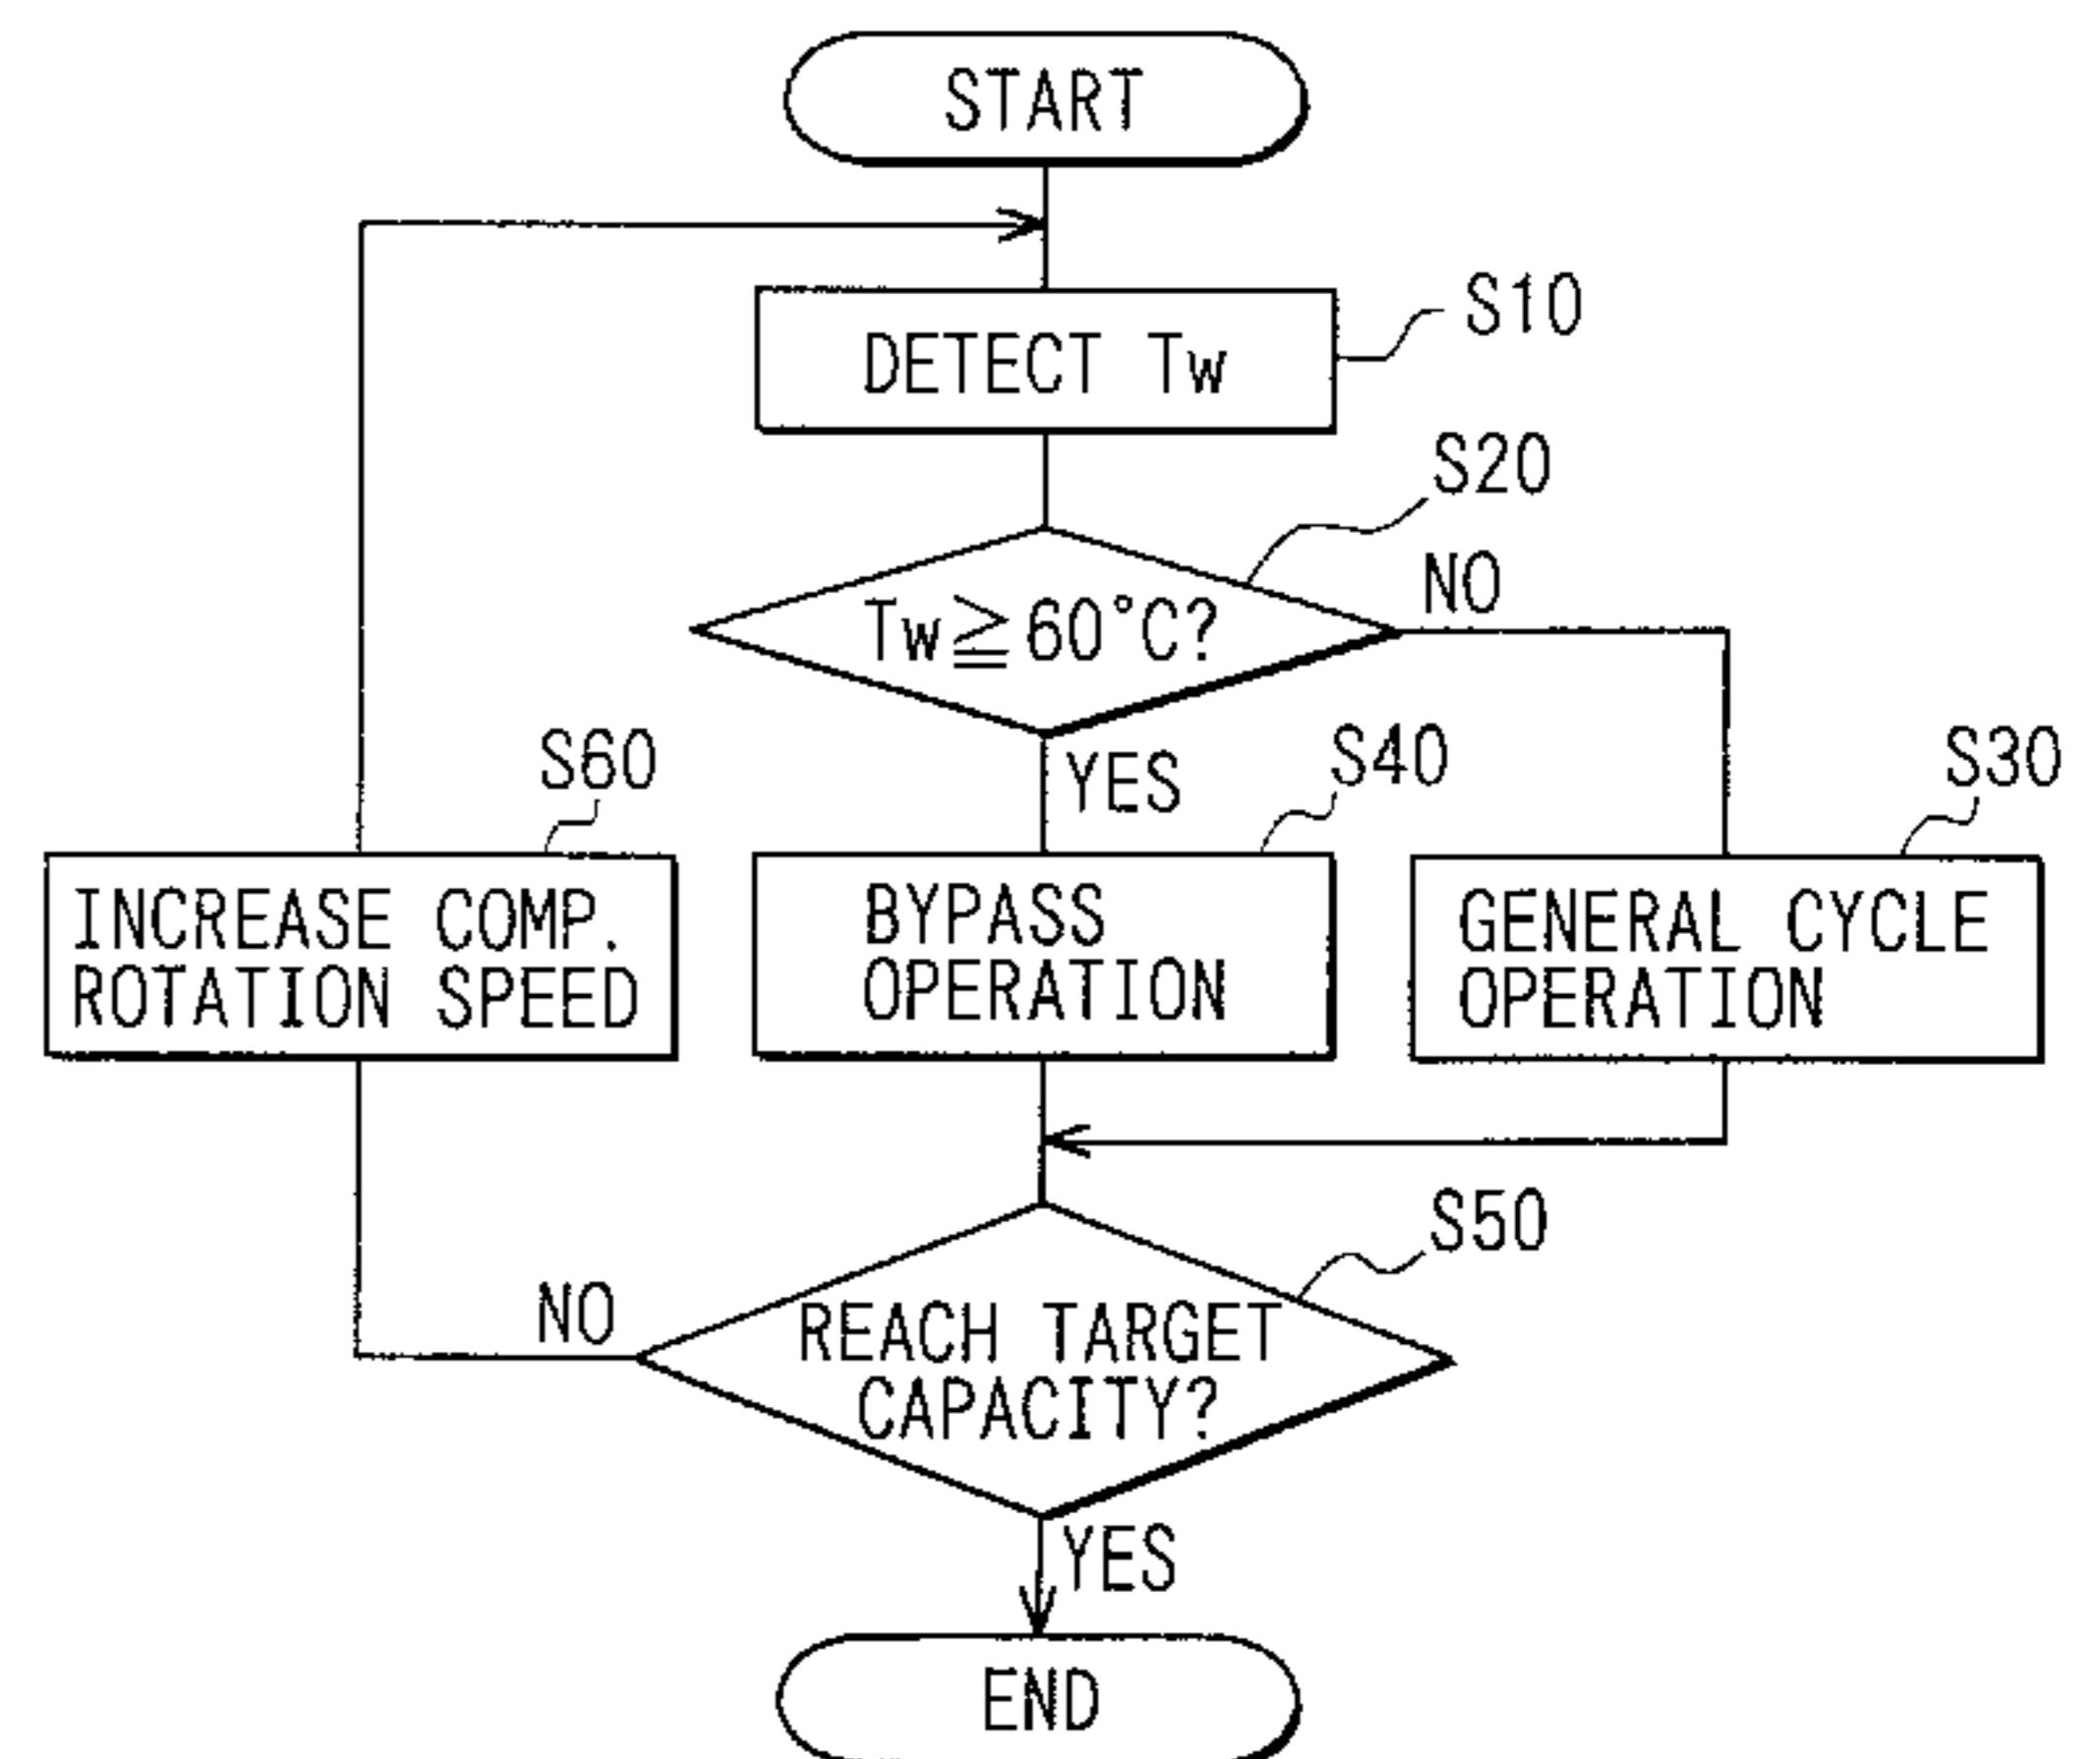 START
DETECT Tw
S10
S20
Tw≧60°C?
NO
YES
S60
S40
S30
INCREASE COMP.
ROTATION SPEED
BYPASS
OPERATION
GENERAL CYCLE
OPERATION
S50
NO
REACH TARGET
CAPACITY?
YES
END